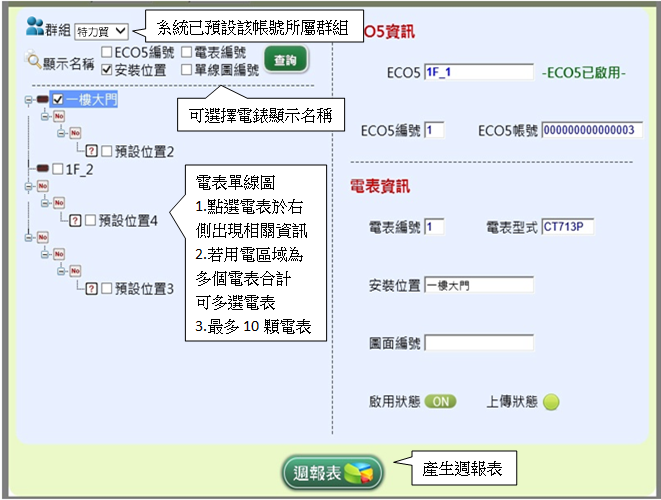 群組 特力貿
系統已預設該帳號所屬群組
顯示名稱
ECO5編號
電表編號
安裝位置
單線圖編號
查詢
可選擇電錶顯示名稱
一樓大門
No
No
? 預設位置2
1F_2
No
No
? 預設位置4
No
No
? 預設位置3
電表單線圖
1.點選電表於右
側出現相關資訊
2.若用電區域為
多個電表合計
可多選電表
3.最多10顆電表
O5資訊
ECO5 1F_1 -ECO5已啟用-
ECO5編號 1 ECO5帳號 000000000000003
電表資訊
電表編號 1 電表型式 CT713P
安裝位置 一樓大門
圖面編號
啟用狀態 ON 上傳狀態
週報表
產生週報表